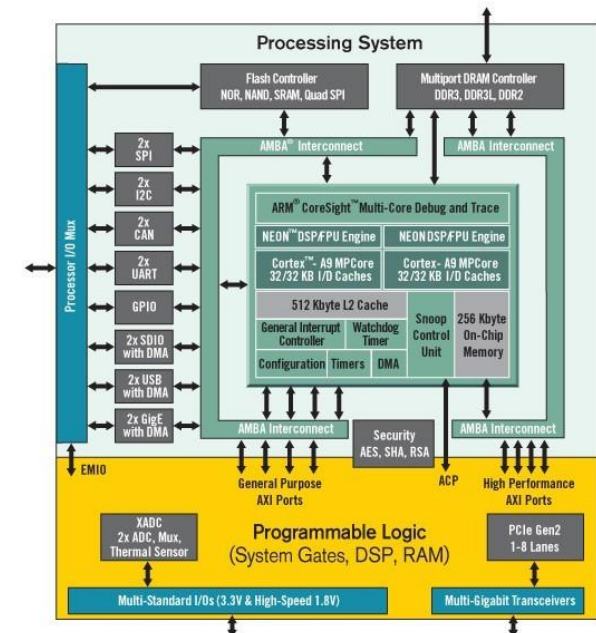 Processing System
Flash Controller
NOR, NAND, SRAM, Quad SPI
Multiport DRAM Controller
DDR3, DDR3L, DDR2
AMBA® Interconnect
AMBA Interconnect
Processor I/O Mux
2x
SPI
2x
I2C
2x
CAN
2x
UART
GPIO
2x SDIO
with DMA
2x USB
with DMA
2x GigE
with DMA
ARM® CoreSight™ Multi-Core Debug and Trace
NEON™ DSP/FPU Engine
NEON DSP/FPU Engine
Cortex™- A9 MPCore
32/32 KB I/D Caches
Cortex- A9 MPCore
32/32 KB I/D Caches
512 Kbyte L2 Cache
General Interrupt
Controller
Watchdog
Timer
Configuration
Timers
DMA
Snoop
Control
Unit
256 Kbyte
On-Chip
Memory
AMBA Interconnect
Security
AES, SHA, RSA
AMBA Interconnect
EMIO
General Purpose
AXI Ports
ACP
High Performance
AXI Ports
XADC
2x ADC, Mux,
Thermal Sensor
Programmable Logic
(System Gates, DSP, RAM)
PCIe Gen2
1-8 Lanes
Multi-Standard I/Os (3.3V & High-Speed 1.8V)
Multi-Gigabit Transceivers